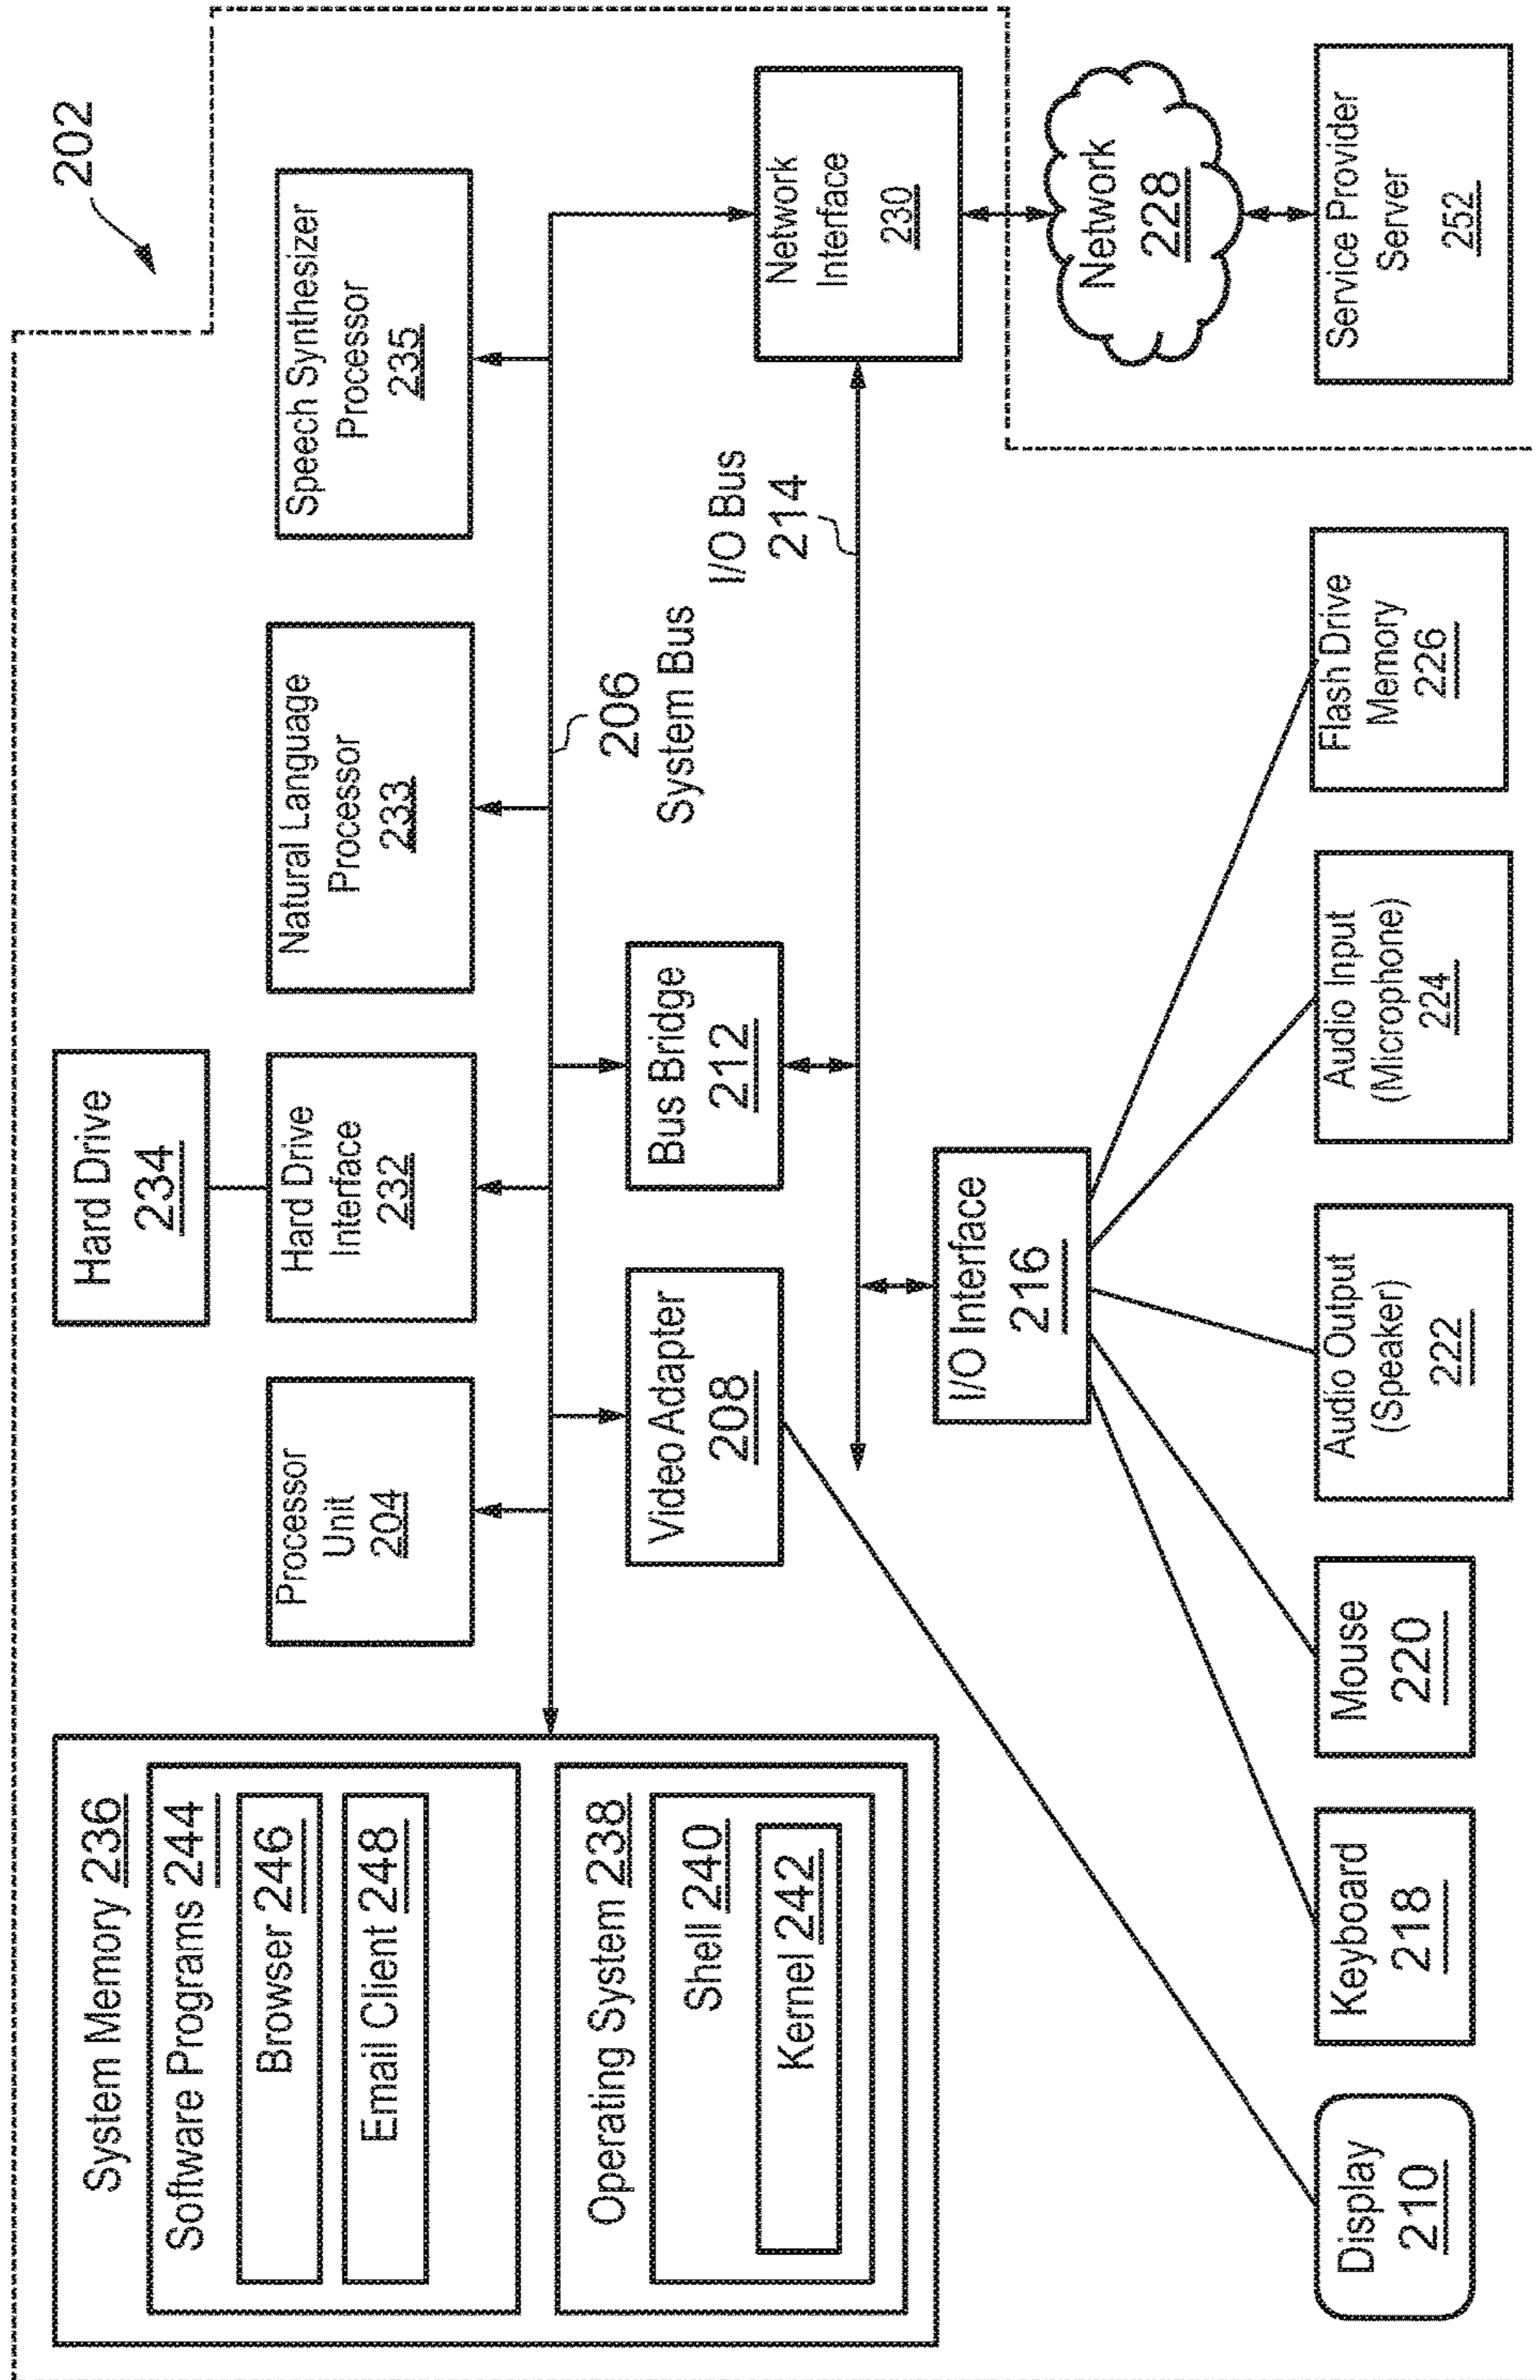 202
System Memory 236
Software Programs 244
Browser 246
Email Client 248
Operating System 238
Shell 240
Kernel 242
Hard Drive
234
Processor
Unit
204
Hard Drive
Interface
232
Natural Language
Processor
233
Speech Synthesizer
Processor
235
206
System Bus
Video Adapter
208
Bus Bridge
212
I/O Bus
214
Network
Interface
230
I/O Interface
216
Network
228
Display
210
Keyboard
218
Mouse
220
Audio Output
(Speaker)
222
Audio Input
(Microphone)
224
Flash Drive
Memory
226
Service Provider
Server
252